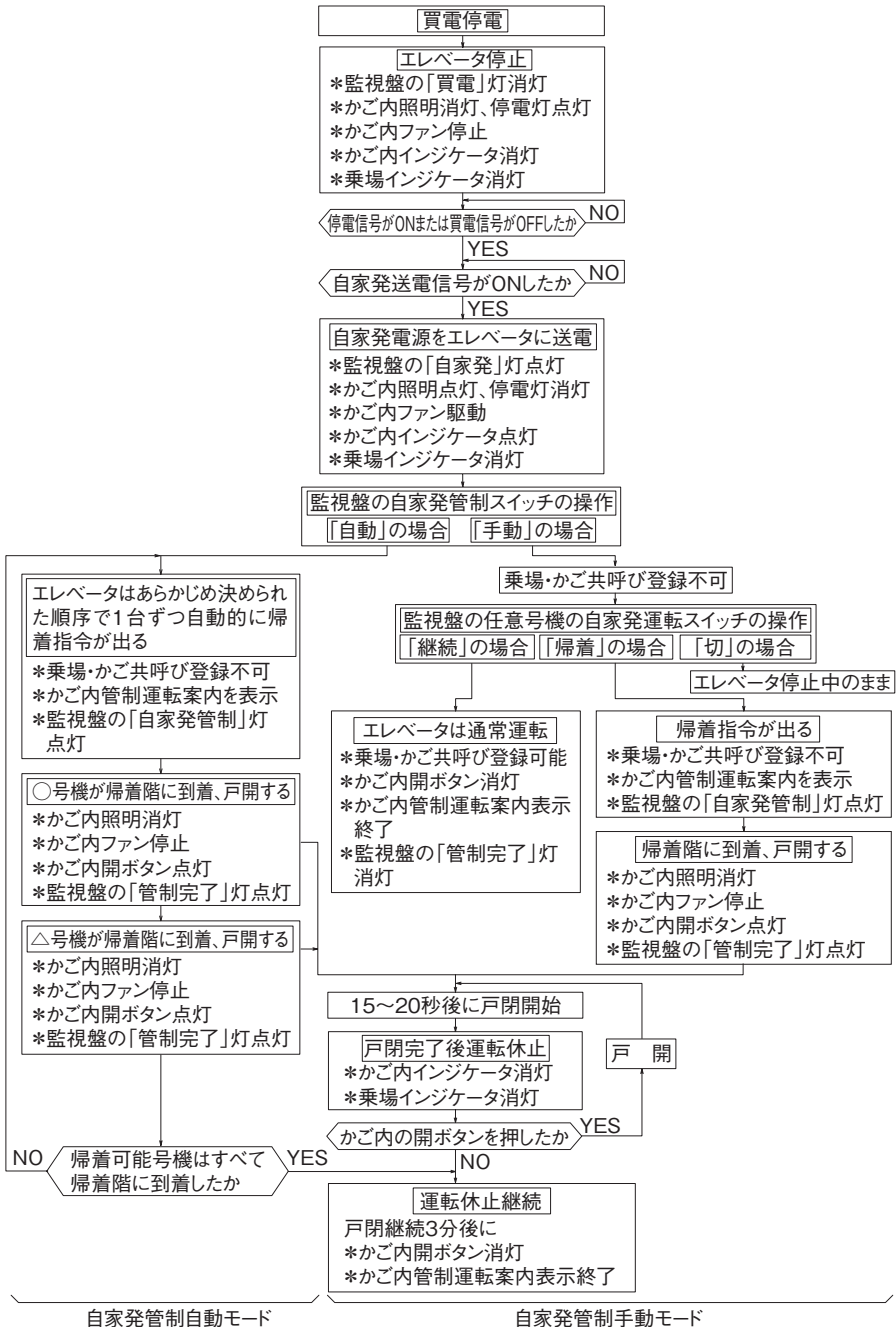 買電停電
エレベータ停止
＊監視盤の「買電」灯消灯
＊かご内照明消灯、停電灯点灯
＊かご内ファン停止
＊かご内インジケータ消灯
＊乗場インジケータ消灯
停電信号がONまたは買電信号がOFFしたか
NO
YES
自家発送電信号がONしたか
NO
YES
自家発電源をエレベータに送電
＊監視盤の「自家発」灯点灯
＊かご内照明点灯、停電灯消灯
＊かご内ファン駆動
＊かご内インジケータ点灯
＊乗場インジケータ消灯
監視盤の自家発管制スイッチの操作
「自動」の場合
「手動」の場合
エレベータはあらかじめ決められ
た順序で1台ずつ自動的に帰
着指令が出る
＊乗場・かご共呼び登録不可
＊かご内管制運転案内を表示
＊監視盤の「自家発管制」灯
点灯
○号機が帰着階に到着、戸開する
＊かご内照明消灯
＊かご内ファン停止
＊かご内開ボタン点灯
＊監視盤の「管制完了」灯点灯
△号機が帰着階に到着、戸開する
＊かご内照明消灯
＊かご内ファン停止
＊かご内開ボタン点灯
＊監視盤の「管制完了」灯点灯
NO
帰着可能号機はすべて
帰着階に到着したか
YES
乗場・かご共呼び登録不可
監視盤の任意号機の自家発運転スイッチの操作
「継続」の場合
「帰着」の場合
「切」の場合
エレベータ停止中のまま
エレベータは通常運転
＊乗場・かご共呼び登録可能
＊かご内開ボタン消灯
＊かご内管制運転案内表示
終了
＊監視盤の「管制完了」灯
消灯
帰着指令が出る
＊乗場・かご共呼び登録不可
＊かご内管制運転案内を表示
＊監視盤の「自家発管制」灯点灯
帰着階に到着、戸開する
＊かご内照明消灯
＊かご内ファン停止
＊かご内開ボタン点灯
＊監視盤の「管制完了」灯点灯
15～20秒後に戸閉開始
戸閉完了後運転休止
＊かご内インジケータ消灯
＊乗場インジケータ消灯
戸　開
かご内の開ボタンを押したか
YES
NO
運転休止継続
戸閉継続3分後に
＊かご内開ボタン消灯
＊かご内管制運転案内表示終了
自家発管制自動モード
自家発管制手動モード